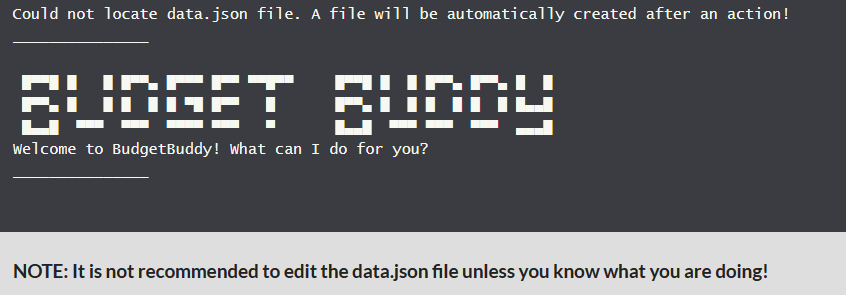 Could not locate data.json file. A file will be automatically created after an action!
_______________
BUDGET BUDDY
Welcome to BudgetBuddy! What can I do for you?
_______________
NOTE: It is not recommended to edit the data.json file unless you know what you are doing!